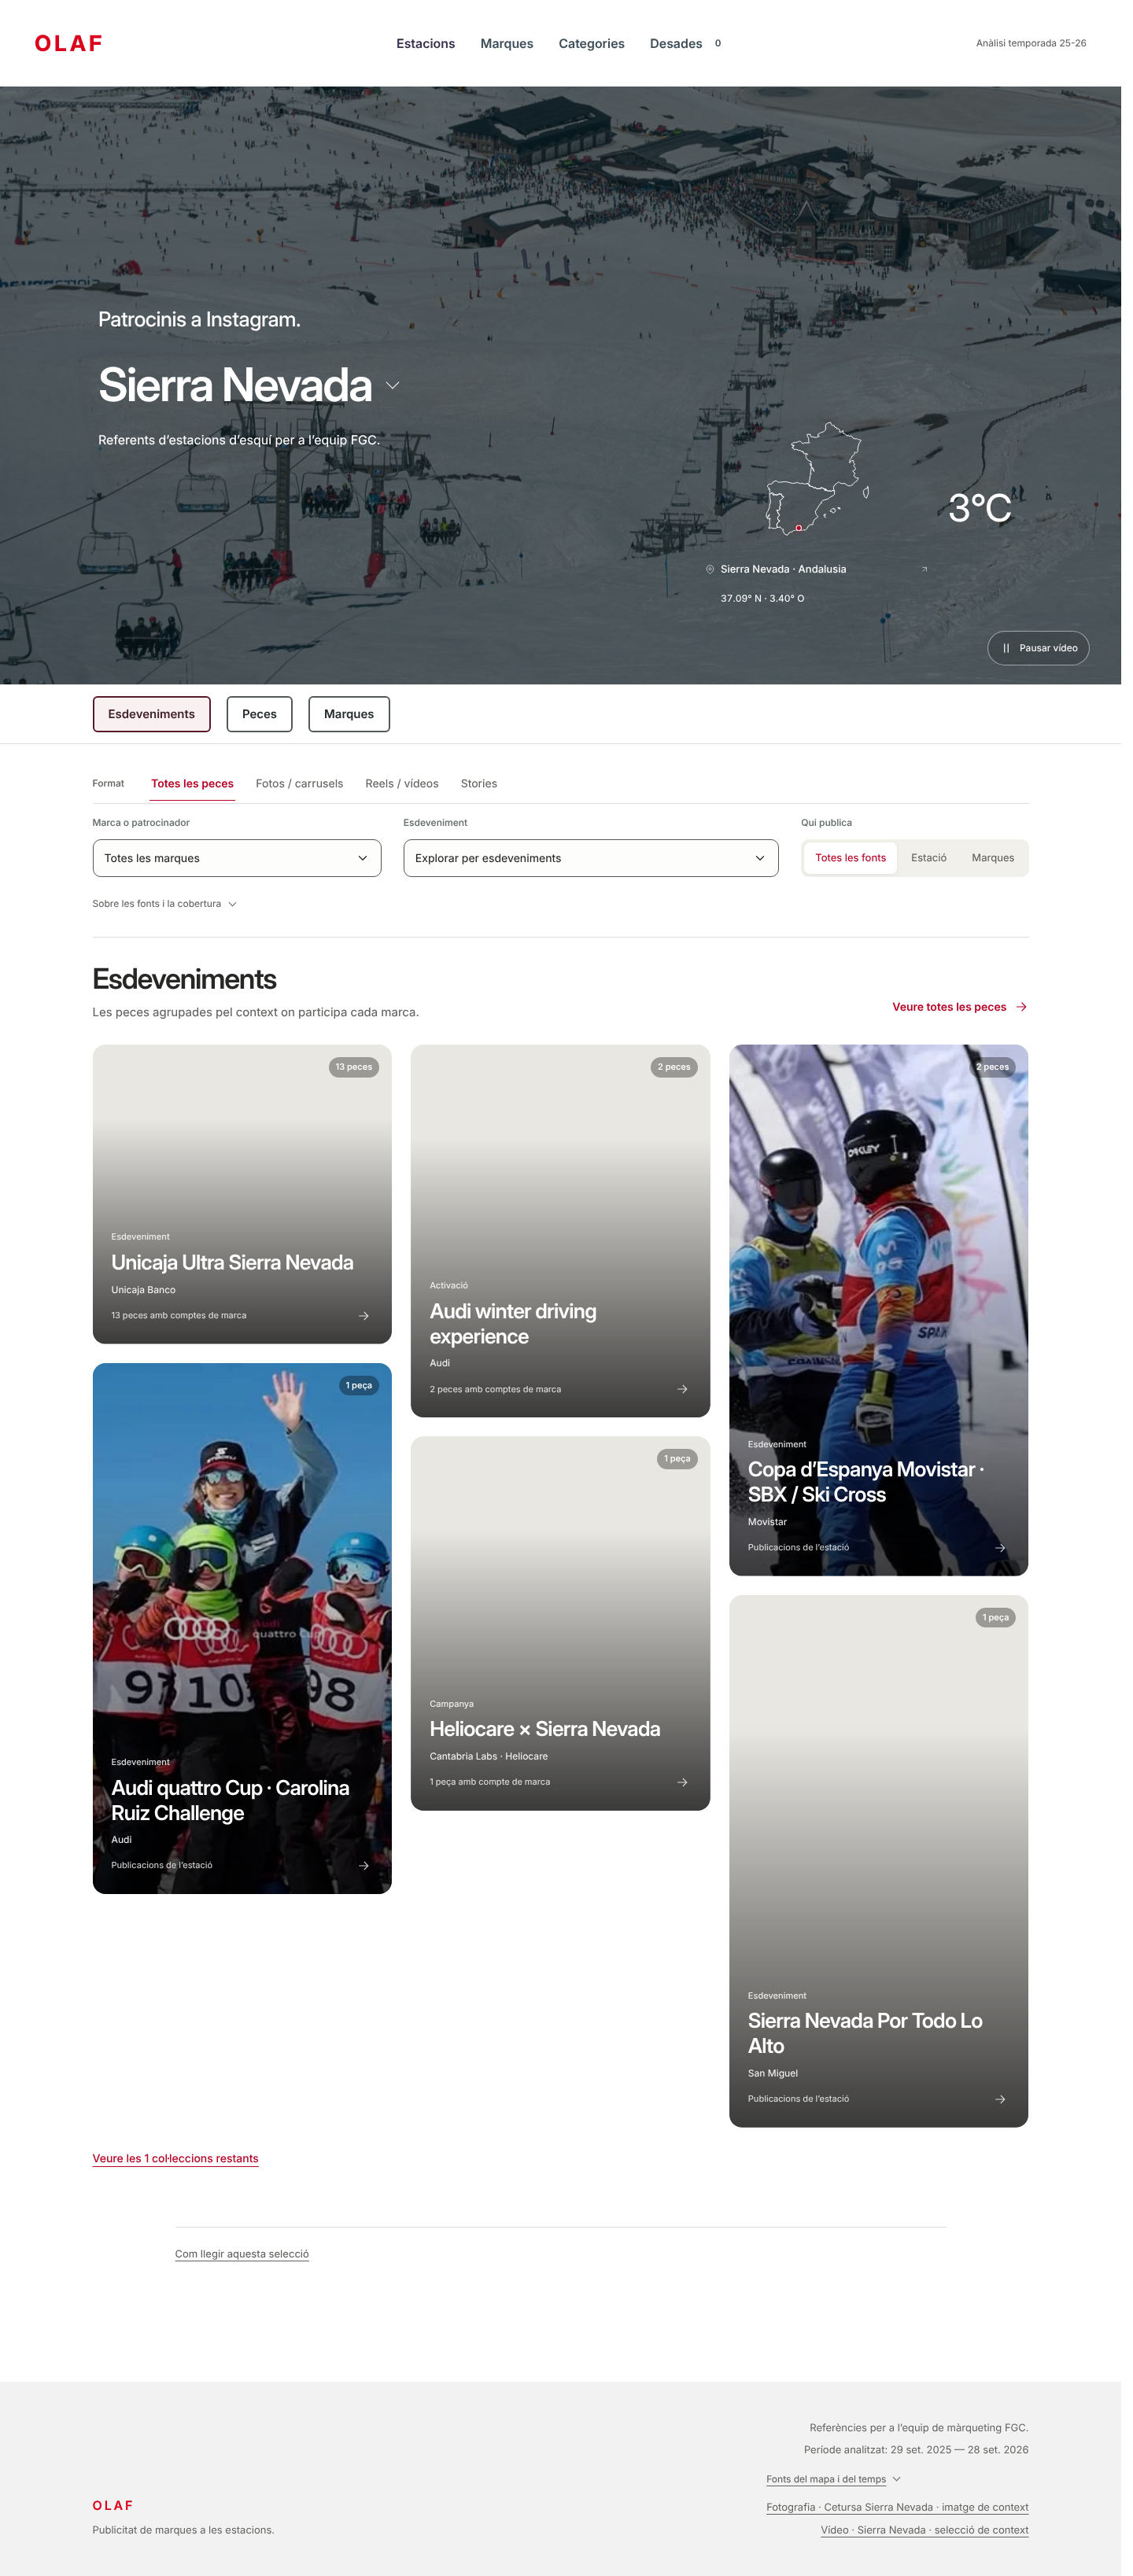 OLAF
Estacions
Marques
Categories
Desades 0
Anàlisi temporada 25-26
Patrocinis a Instagram.
Sierra Nevada
Referents d’estacions d’esquí per a l’equip FGC.
3°C
Sierra Nevada · Andalusia
37.09° N · 3.40° O
Pausar vídeo
Esdeveniments
Peces
Marques
Format
Totes les peces
Fotos / carrusels
Reels / vídeos
Stories
Marca o patrocinador
Esdeveniment
Qui publica
Totes les marques
Explorar per esdeveniments
Totes les fonts
Estació
Marques
Sobre les fonts i la cobertura
Esdeveniments
Les peces agrupades pel context on participa cada marca.
Veure totes les peces
13 peces
Esdeveniment
Unicaja Ultra Sierra Nevada
Unicaja Banco
13 peces amb comptes de marca
2 peces
Activació
Audi winter driving
experience
Audi
2 peces amb comptes de marca
2 peces
OAKLEY
SPAIN
Esdeveniment
Copa d’Espanya Movistar ·
SBX / Ski Cross
Movistar
Publicacions de l’estació
1 peça
Audi
quattro Cup
97
10
98
Esdeveniment
Audi quattro Cup · Carolina
Ruiz Challenge
Audi
Publicacions de l’estació
1 peça
Campanya
Heliocare × Sierra Nevada
Cantabria Labs · Heliocare
1 peça amb compte de marca
1 peça
Esdeveniment
Sierra Nevada Por Todo Lo
Alto
San Miguel
Publicacions de l’estació
Veure les 1 col·leccions restants
Com llegir aquesta selecció
OLAF
Publicitat de marques a les estacions.
Referències per a l’equip de màrqueting FGC.
Període analitzat: 29 set. 2025 — 28 set. 2026
Fonts del mapa i del temps
Fotografia · Cetursa Sierra Nevada · imatge de context
Vídeo · Sierra Nevada · selecció de context